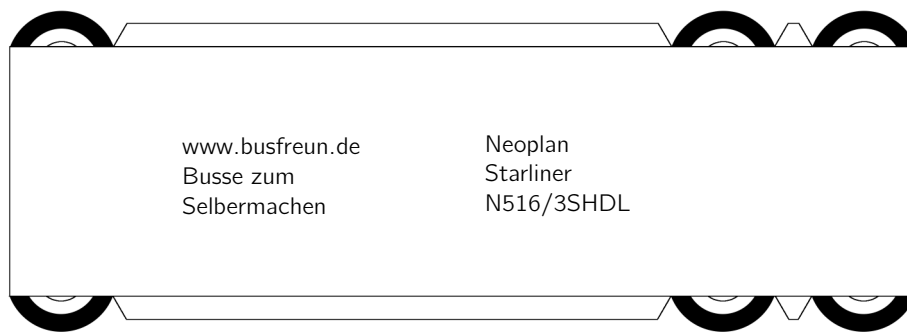 www.busfreun.de
Busse zum
Selbermachen
Neoplan
Starliner
N516/3SHDL